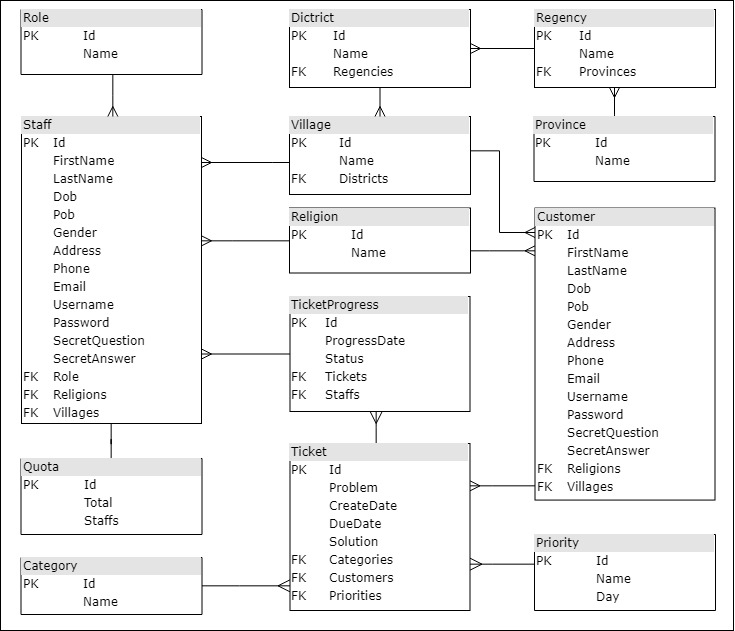 Role
PK Id
Name
Dictrict
PK Id
Name
FK Regencies
Regency
PK Id
Name
FK Provinces
Staff
PK Id
FirstName
LastName
Dob
Pob
Gender
Address
Phone
Email
Username
Password
SecretQuestion
SecretAnswer
FK Role
FK Religions
FK Villages
Village
PK Id
Name
FK Districts
Province
PK Id
Name
Religion
PK Id
Name
Customer
PK Id
FirstName
LastName
Dob
Pob
Gender
Address
Phone
Email
Username
Password
SecretQuestion
SecretAnswer
FK Religions
FK Villages
TicketProgress
PK Id
ProgressDate
Status
FK Tickets
FK Staffs
Quota
PK Id
Total
Staffs
Ticket
PK Id
Problem
CreateDate
DueDate
Solution
FK Categories
FK Customers
FK Priorities
Category
PK Id
Name
Priority
PK Id
Name
Day